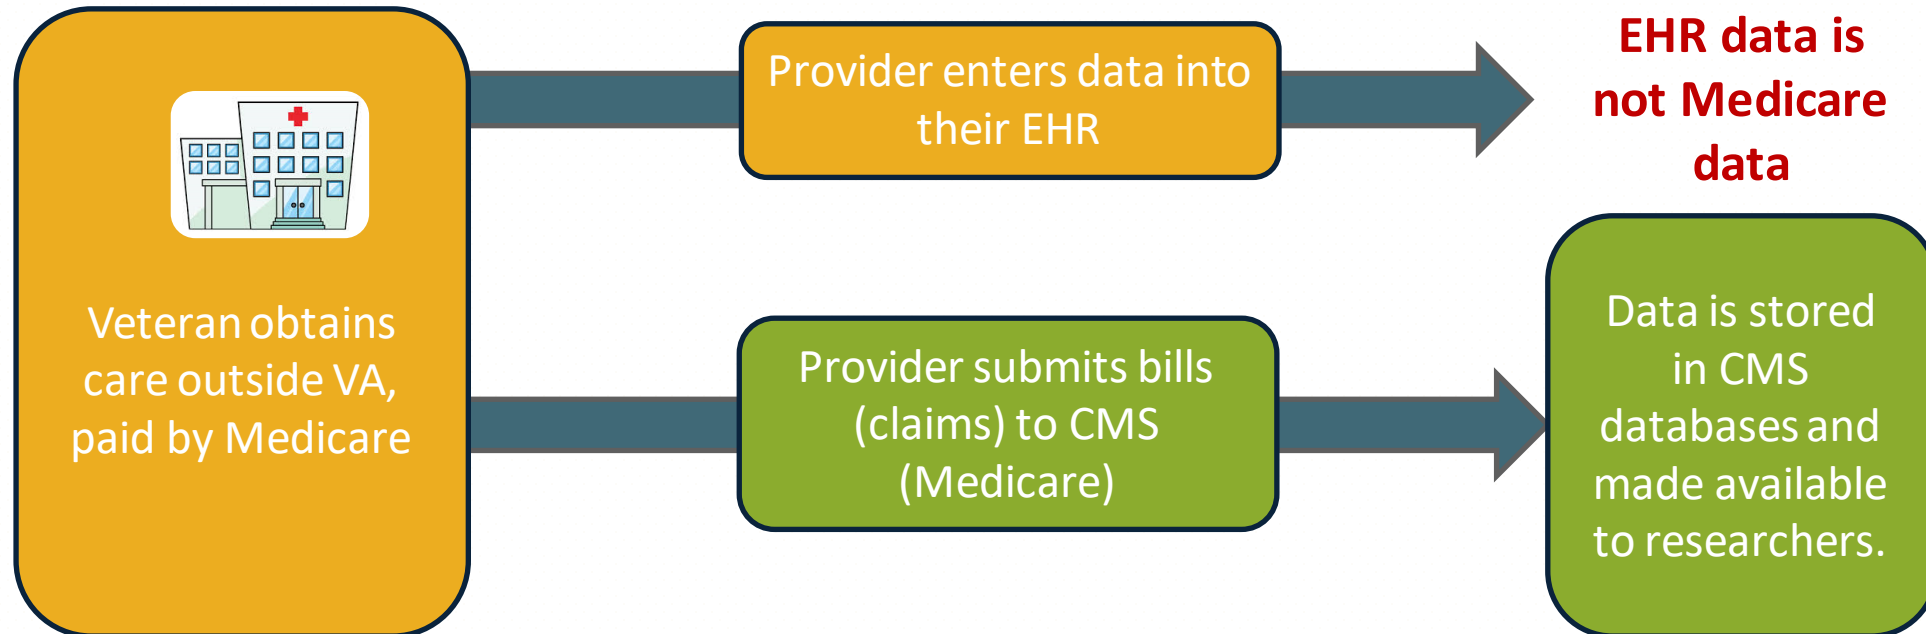 Veteran obtains
care outside VA,
paid by Medicare
Provider enters data into
their EHR
EHR data is
not Medicare
data
Provider submits bills
(claims) to CMS
(Medicare)
Data is stored
in CMS
databases and
made available
to researchers.